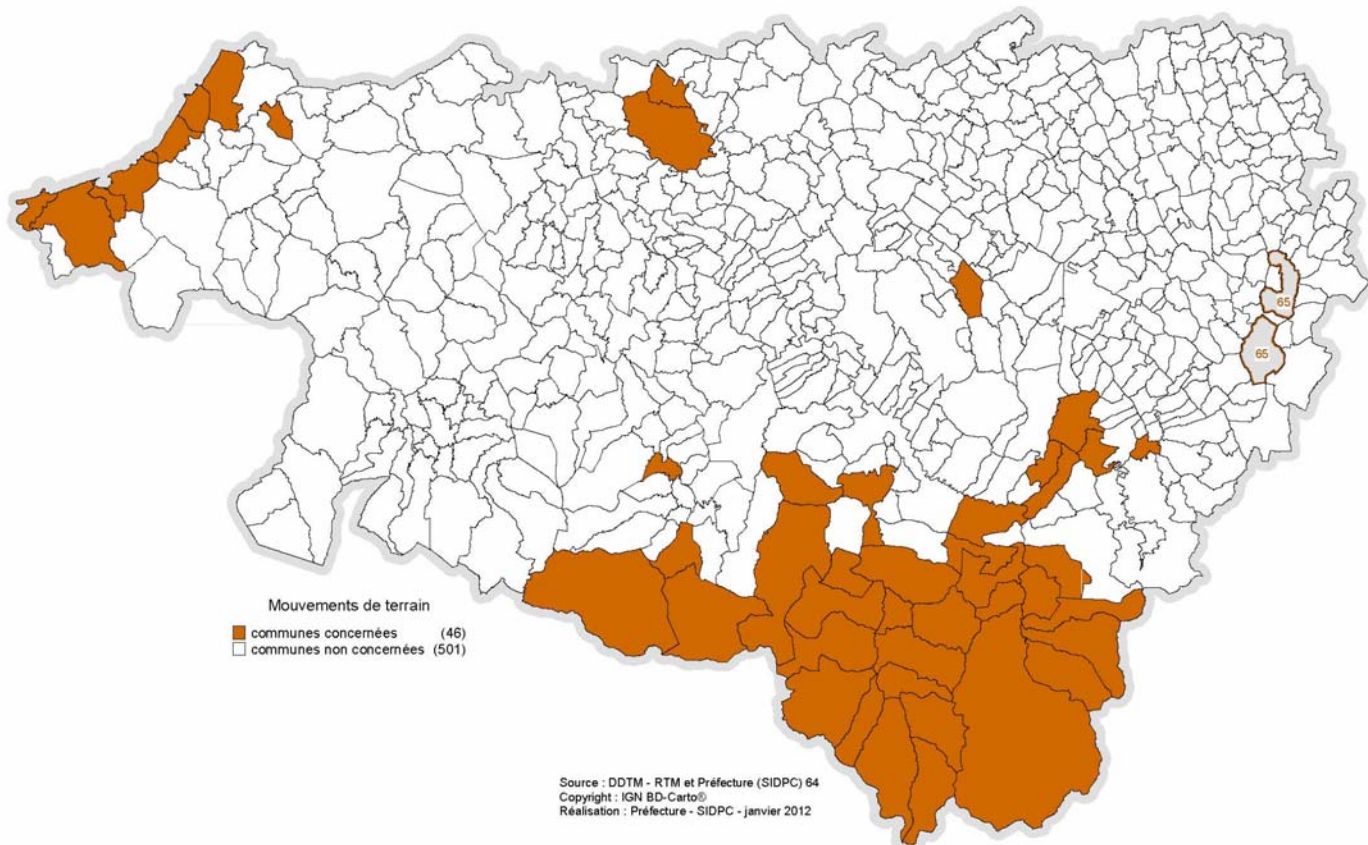 65
65
Mouvements de terrain
communes concernées (46)
communes non concernées (501)
Source : DDTM - RTM et Préfecture (SIDPC) 64
Copyright : IGN BD-Carto®
Réalisation : Préfecture - SIDPC - janvier 2012